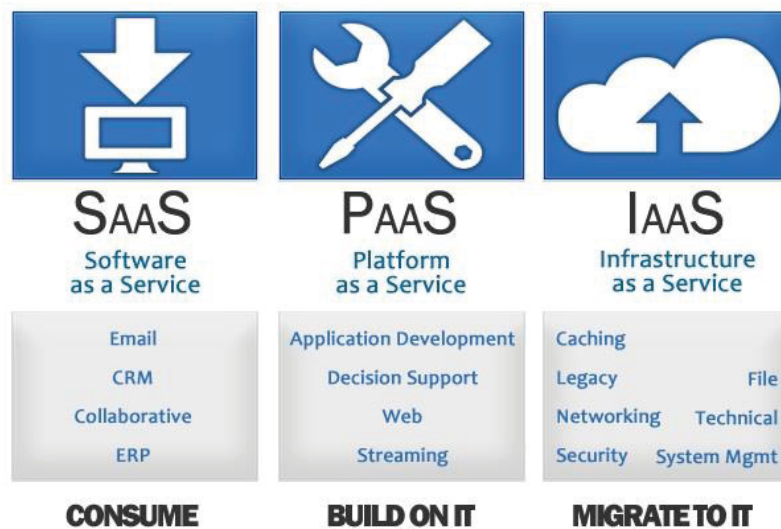 SaaS
Software
as a Service
Email
CRM
Collaborative
ERP
CONSUME
PaaS
Platform
as a Service
Application Development
Decision Support
Web
Streaming
BUILD ON IT
IaaS
Infrastructure
as a Service
Caching
Legacy File
Networking Technical
Security System Mgmt
MIGRATE TO IT